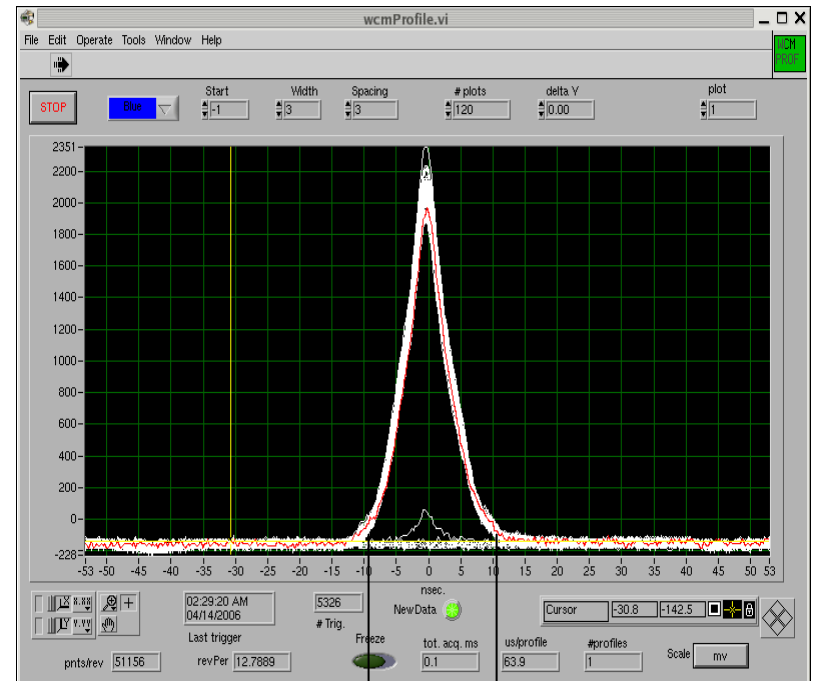 wcmProfile.vi
File Edit Operate Tools Window Help
WCM
PROF
Start Width Spacing # plots delta Y plot
STOP Blue -1 3 3 120 0.00 1
2351
2200
2000
1800
1600
1400
1200
1000
800
600
400
200
0
-228
-53 -50 -45 -40 -35 -30 -25 -20 -15 -10 -5 0 5 10 15 20 25 30 35 40 45 50 53
nsec.
X X.XX
Y Y.YY
02:29:20 AM
04/14/2006
Last trigger
5326
# Trig.
NewData
Cursor -30.8 -142.5
Freeze
tot. acq. ms us/profile #profiles
pnts/rev 51156 revPer 12.7889 0.1 63.9 1 Scale mv